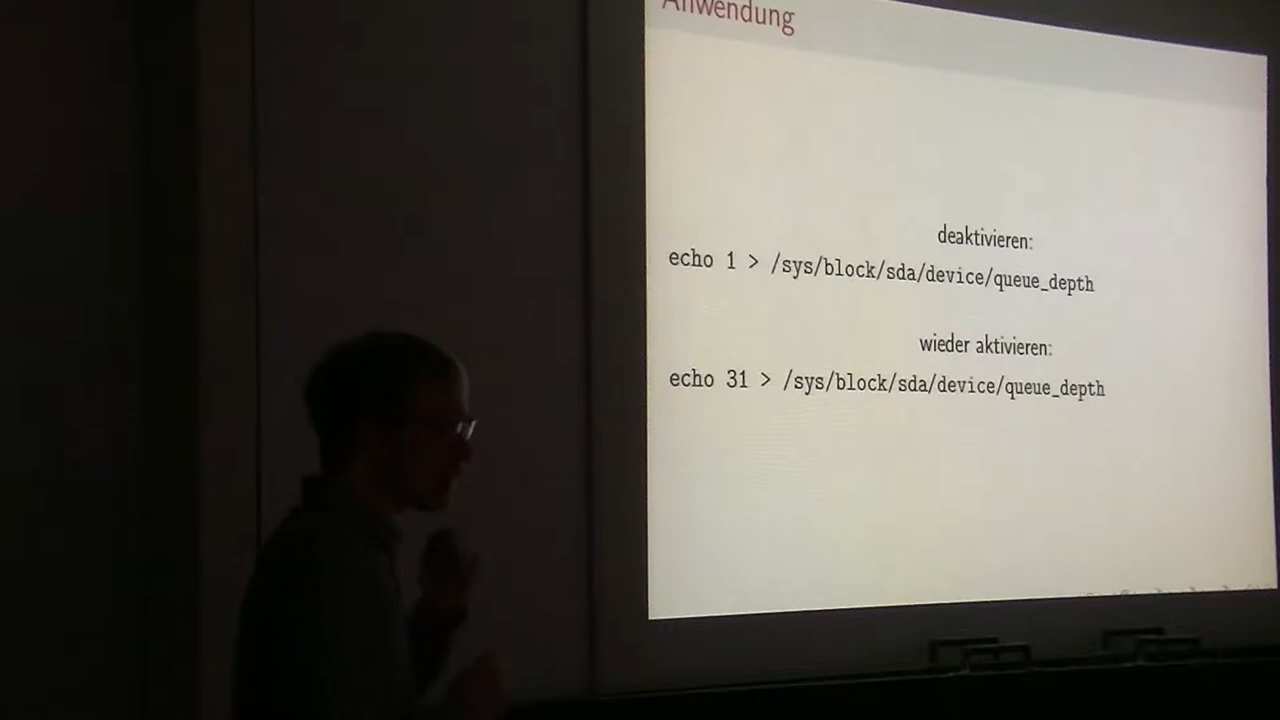 Anwendung
deaktivieren:
echo 1 > /sys/block/sda/device/queue_depth
wieder aktivieren:
echo 31 > /sys/block/sda/device/queue_depth